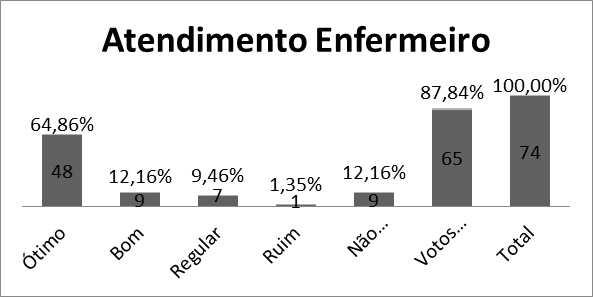 Atendimento Enfermeiro
64,86% 12,16% 9,46% 1,35% 12,16% 87,84% 100,00%
48 9 7 1 9 65 74
Ótimo Bom Regular Ruim Não... Votos... Total